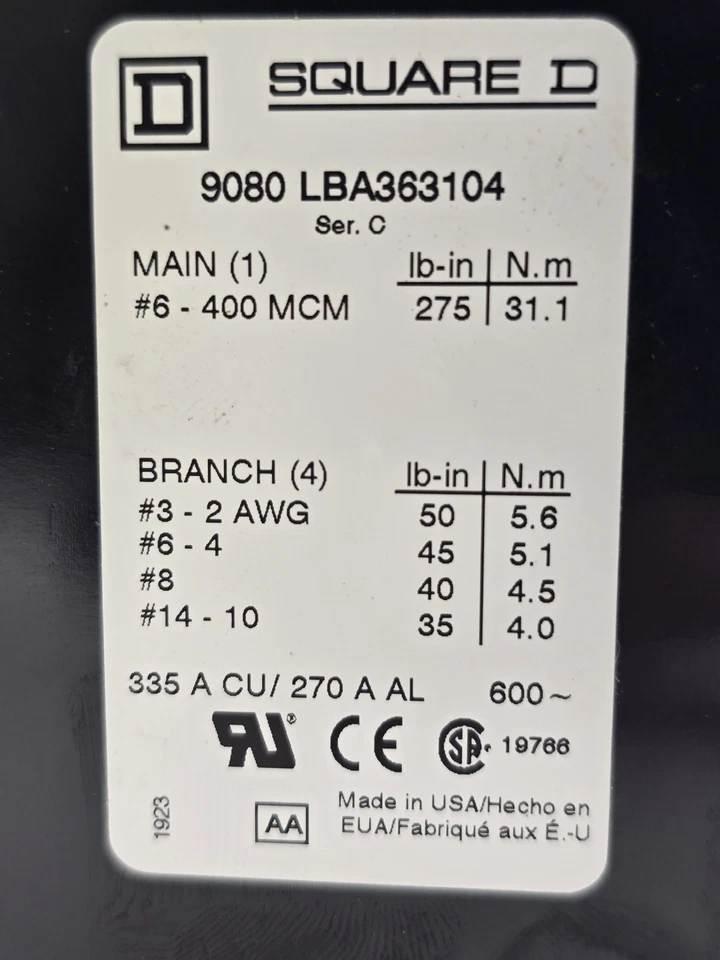 D SQUARE D
9080 LBA363104
Ser. C
MAIN (1) lb-in N.m
#6 - 400 MCM 275 31.1
BRANCH (4) lb-in N.m
#3 - 2 AWG 50 5.6
#6 - 4 45 5.1
#8 40 4.5
#14 - 10 35 4.0
335 A CU/ 270 A AL 600~
RU® CE SA® 19766
1923 AA Made in USA/Hecho en
EUA/Fabriqué aux É.-U